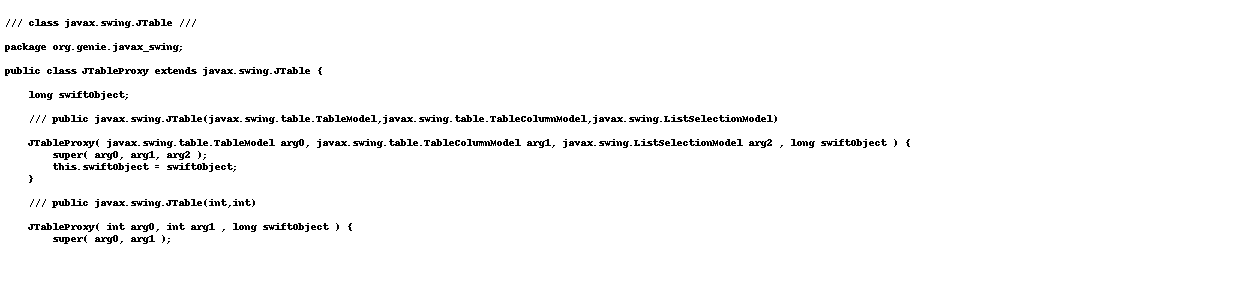 /// class javax.swing.JTable ///
package org.genie.javax_swing;
public class JTableProxy extends javax.swing.JTable {
long swiftObject;
/// public javax.swing.JTable(javax.swing.table.TableModel,javax.swing.table.TableColumnModel,javax.swing.ListSelectionModel)
JTableProxy( javax.swing.table.TableModel arg0, javax.swing.table.TableColumnModel arg1, javax.swing.ListSelectionModel arg2 , long swiftObject ) {
super( arg0, arg1, arg2 );
this.swiftObject = swiftObject;
}
/// public javax.swing.JTable(int,int)
JTableProxy( int arg0, int arg1 , long swiftObject ) {
super( arg0, arg1 );